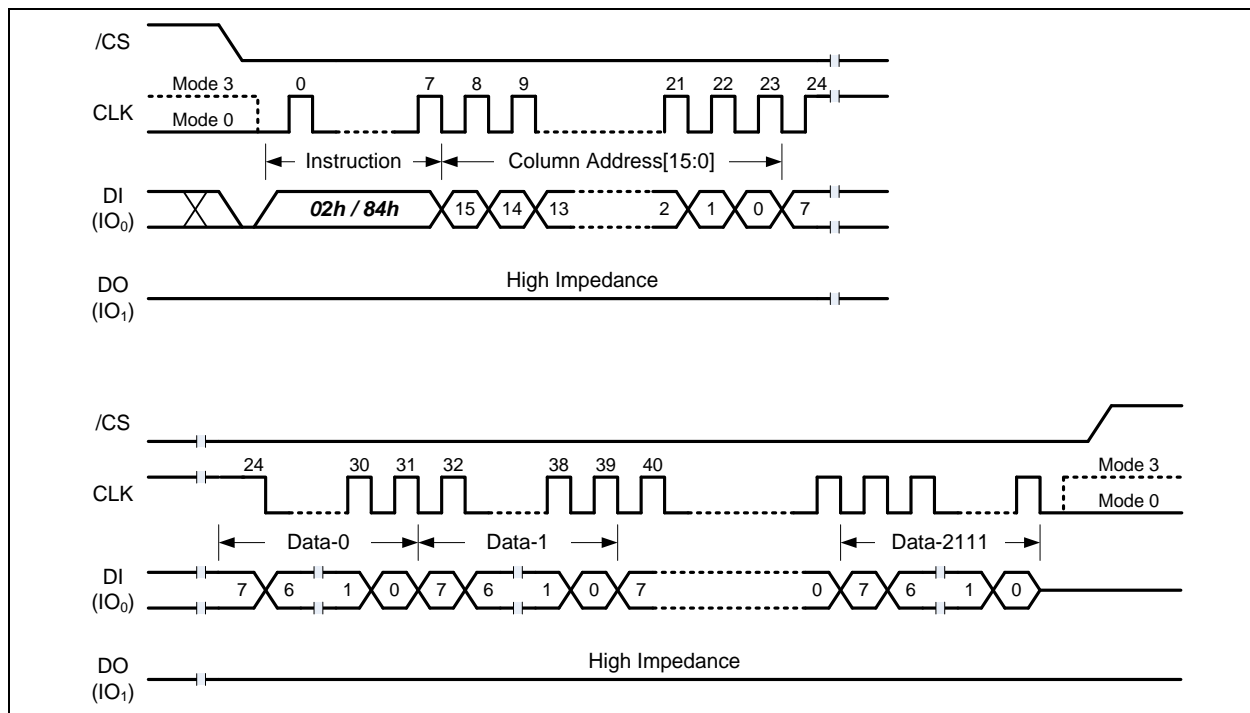 /CS
Mode 3 0 7 8 9 21 22 23 24
CLK
Mode 0
Instruction Column Address[15:0]
DI
(IO₀)
02h / 84h 15 14 13 2 1 0 7
High Impedance
DO
(IO₁)
/CS
24 30 31 32 38 39 40 Mode 3
CLK
Mode 0
Data-0 Data-1 Data-2111
DI
(IO₀)
7 6 1 0 7 6 1 0 7 0 7 6 1 0
High Impedance
DO
(IO₁)